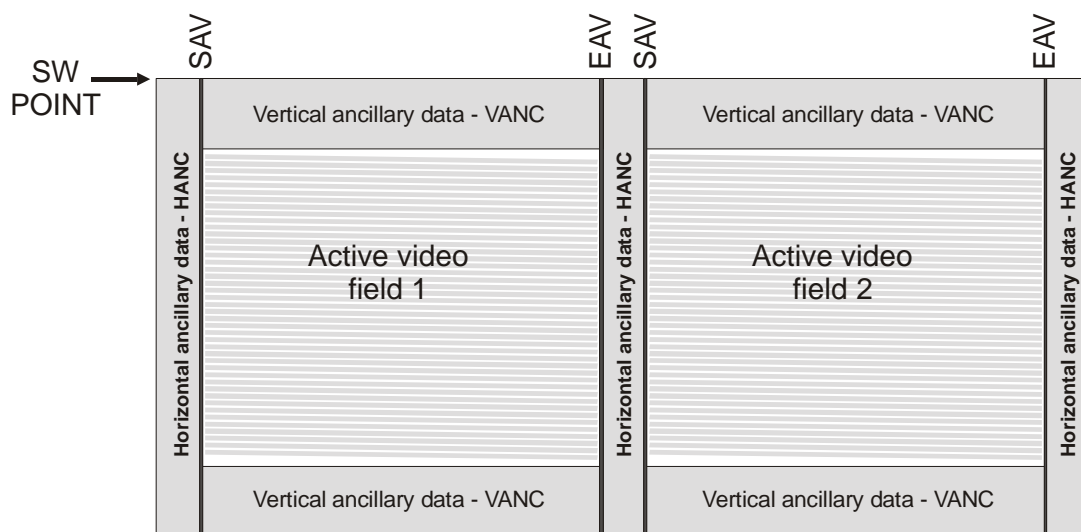 SAV
EAV
SAV
EAV
SW
POINT
Vertical ancillary data - VANC
Vertical ancillary data - VANC
Horizontal ancillary data - HANC
Active video
field 1
Horizontal ancillary data - HANC
Active video
field 2
Horizontal ancillary data - HANC
Vertical ancillary data - VANC
Vertical ancillary data - VANC